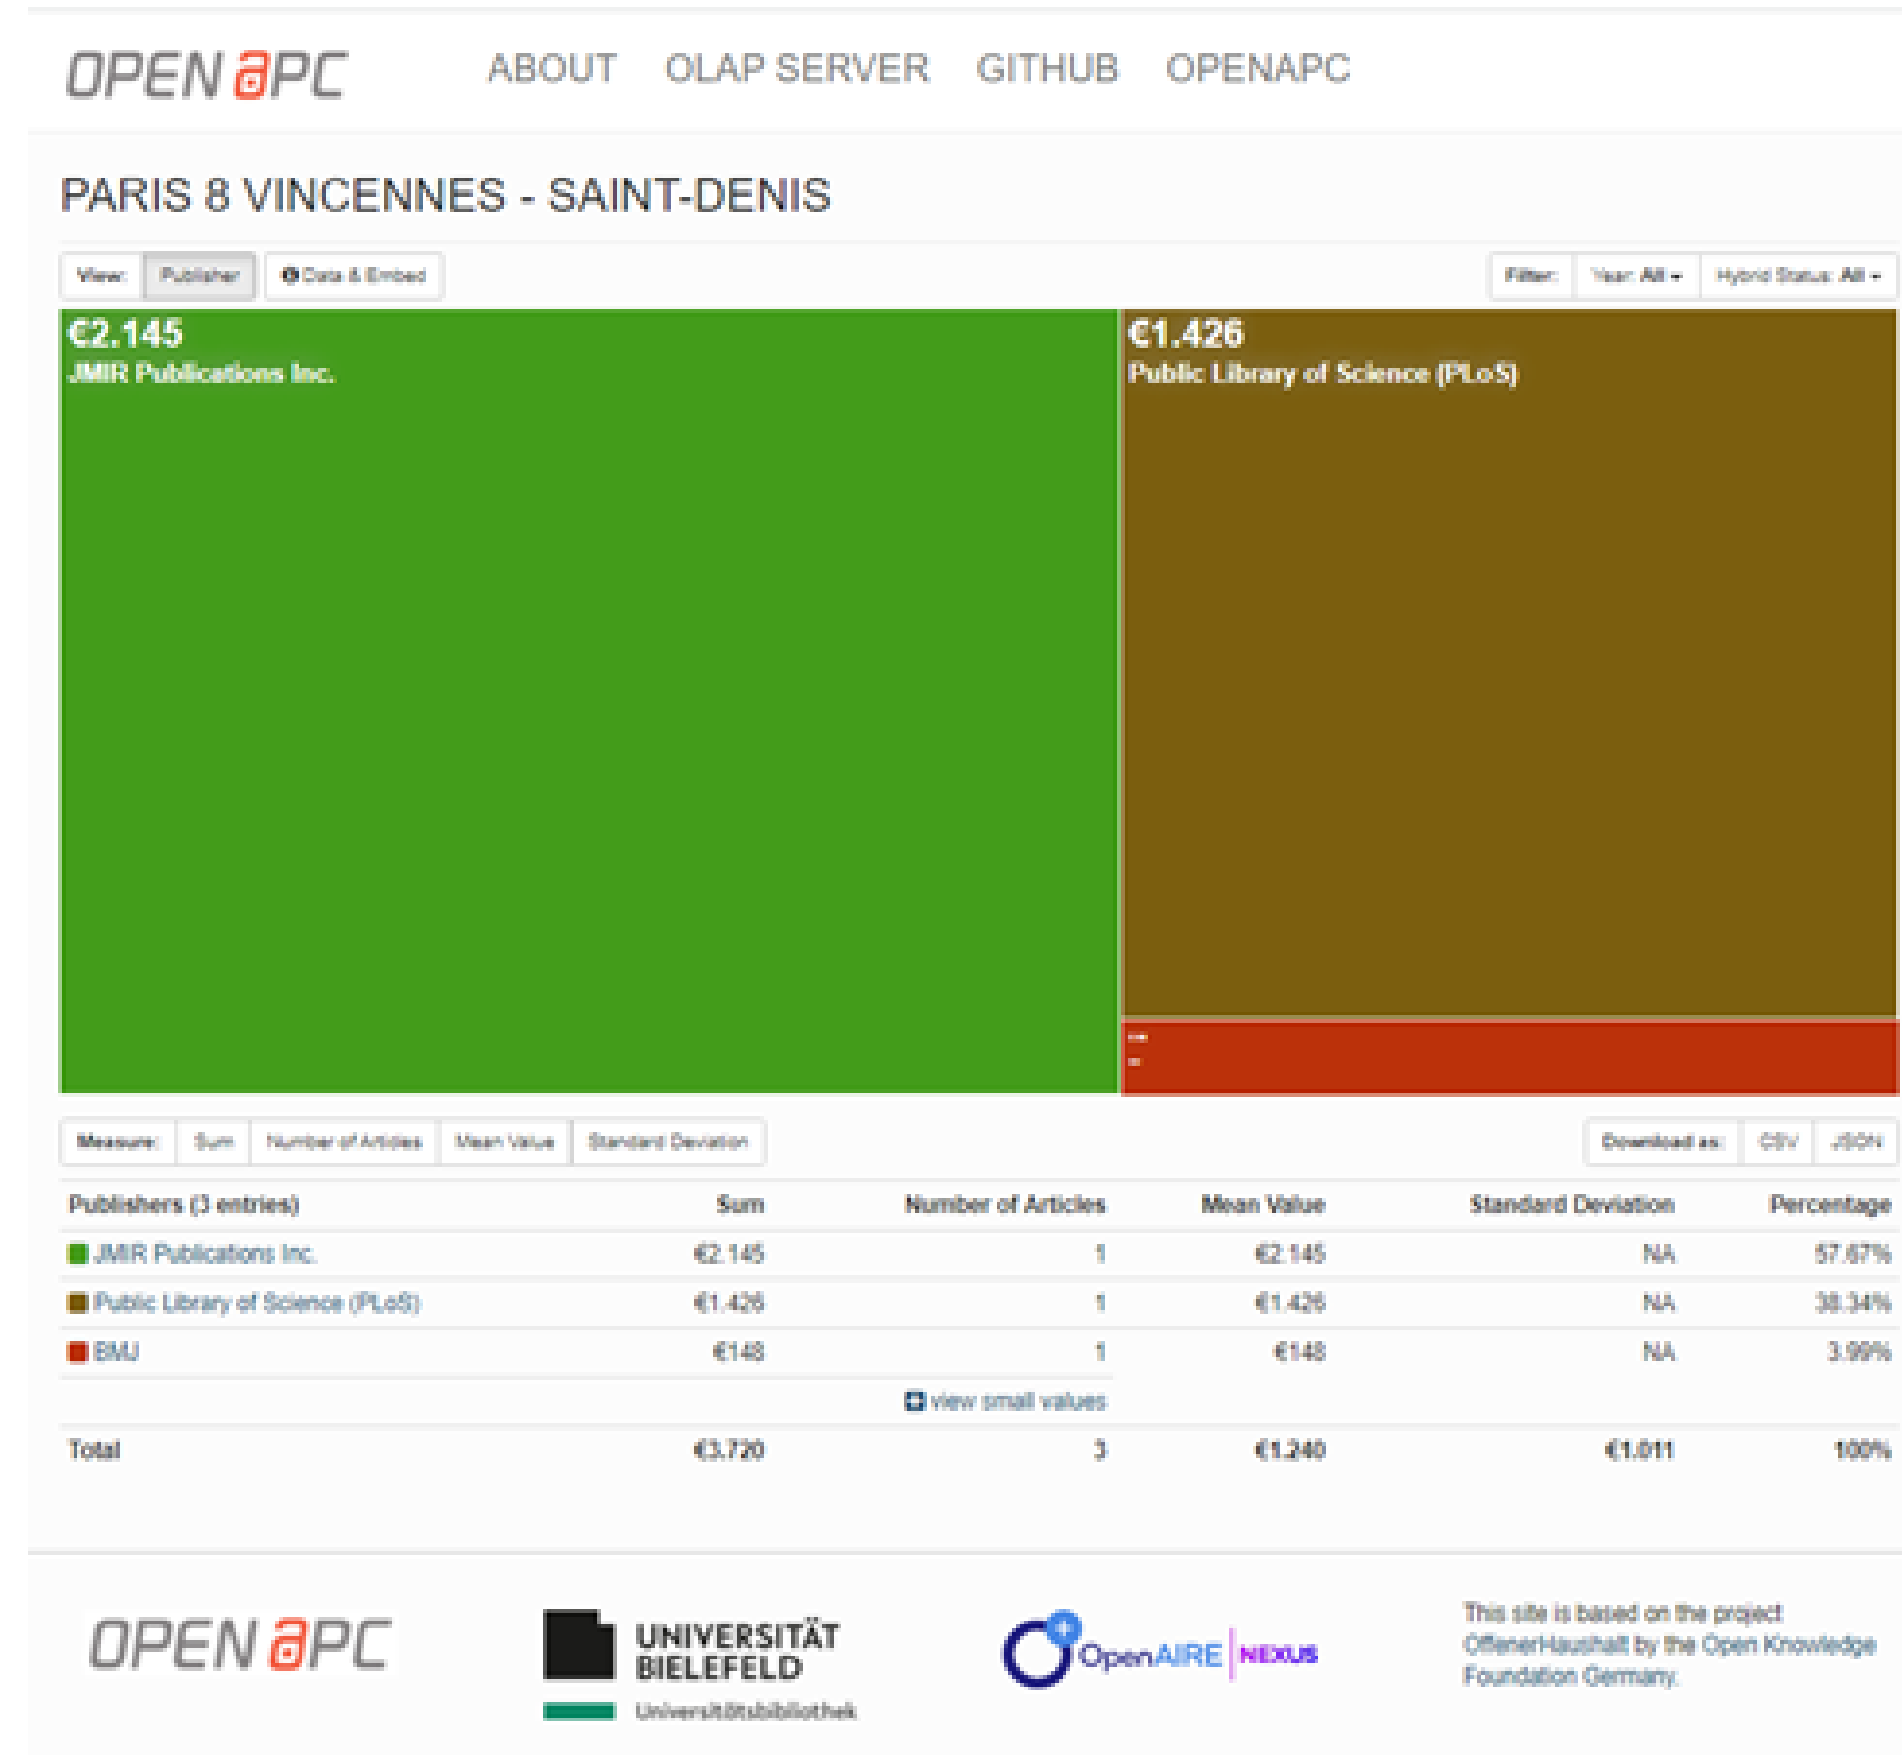 OPEN aPC ABOUT OLAP SERVER GITHUB OPENAPC
PARIS 8 VINCENNES - SAINT-DENIS
View: Publisher Data & Embed Filter: Year: All Hybrid Status: All
€2.145 €1.426
JMIR Publications Inc. Public Library of Science (PLoS)
Measure: Sum Number of Articles Mean Value Standard Deviation Download as: CSV JSON
Publishers (3 entries) Sum Number of Articles Mean Value Standard Deviation Percentage
JMIR Publications Inc. €2.145 1 €2.145 NA 57.67%
Public Library of Science (PLoS) €1.426 1 €1.426 NA 38.34%
BMJ €148 1 €148 NA 3.99%
view small values
Total €3.720 3 €1.240 €1.011 100%
OPEN aPC
UNIVERSITÄT
BIELEFELD
Universitätsbibliothek
OpenAIRE NEXUS
This site is based on the project
OffenerHaushalt by the Open Knowledge
Foundation Germany.